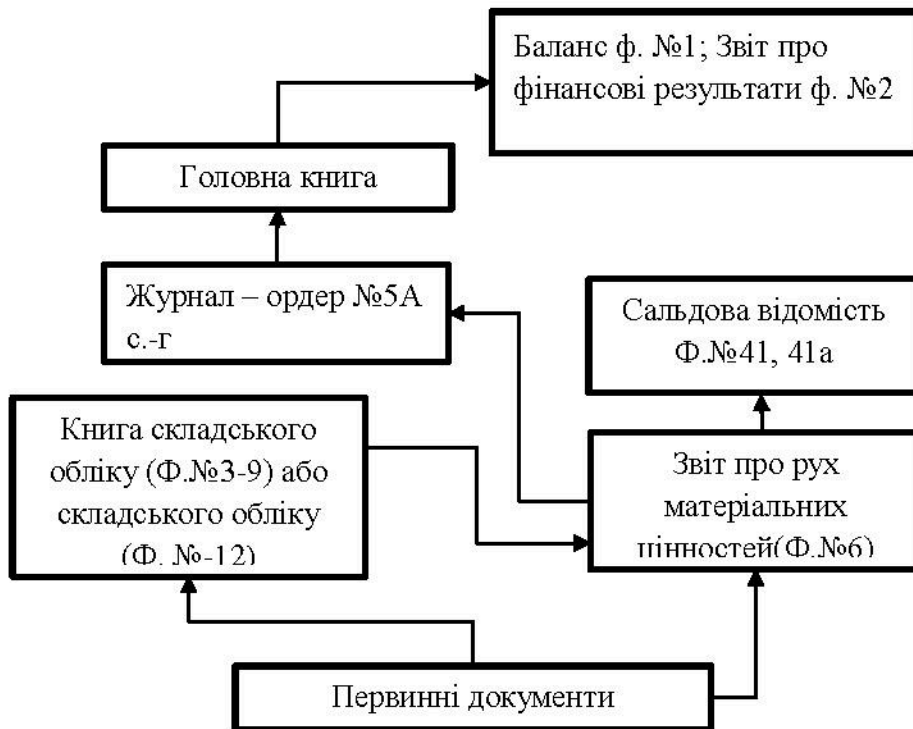 Баланс ф. №1; Звіт про
фінансові результати ф. №2
Головна книга
Журнал – ордер №5А
с.-г
Сальдова відомість
Ф.№41, 41а
Книга складського
обліку (Ф.№3-9) або
складського обліку
(Ф. №-12)
Звіт про рух
матеріальних
цінностей(Ф.№6)
Первинні документи